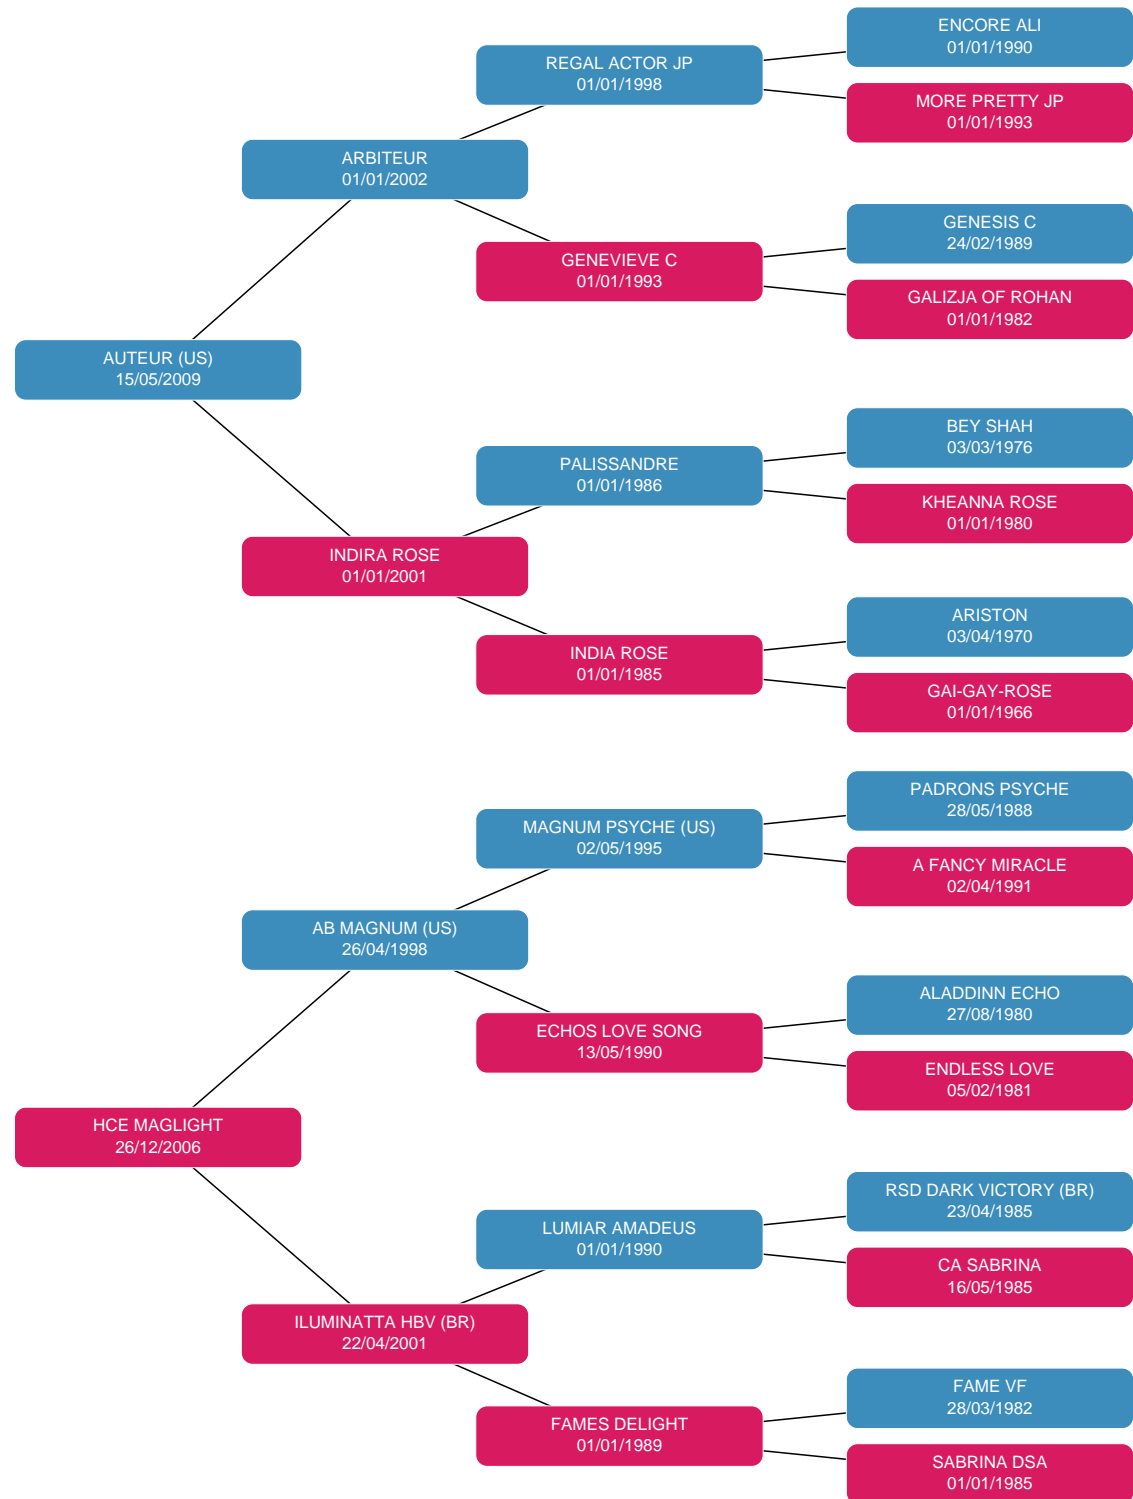 ENCORE ALI
01/01/1990
REGAL ACTOR JP
01/01/1998
MORE PRETTY JP
01/01/1993
ARBITEUR
01/01/2002
GENESIS C
24/02/1989
GENEVIEVE C
01/01/1993
GALIZJA OF ROHAN
01/01/1982
AUTEUR (US)
15/05/2009
BEY SHAH
03/03/1976
PALISSANDRE
01/01/1986
KHEANNA ROSE
01/01/1980
INDIRA ROSE
01/01/2001
ARISTON
03/04/1970
INDIA ROSE
01/01/1985
GAI-GAY-ROSE
01/01/1966
PADRONS PSYCHE
28/05/1988
MAGNUM PSYCHE (US)
02/05/1995
A FANCY MIRACLE
02/04/1991
AB MAGNUM (US)
26/04/1998
ALADDINN ECHO
27/08/1980
ECHOS LOVE SONG
13/05/1990
ENDLESS LOVE
05/02/1981
HCE MAGLIGHT
26/12/2006
RSD DARK VICTORY (BR)
23/04/1985
LUMIAR AMADEUS
01/01/1990
CA SABRINA
16/05/1985
ILUMINATTA HBV (BR)
22/04/2001
FAME VF
28/03/1982
FAMES DELIGHT
01/01/1989
SABRINA DSA
01/01/1985